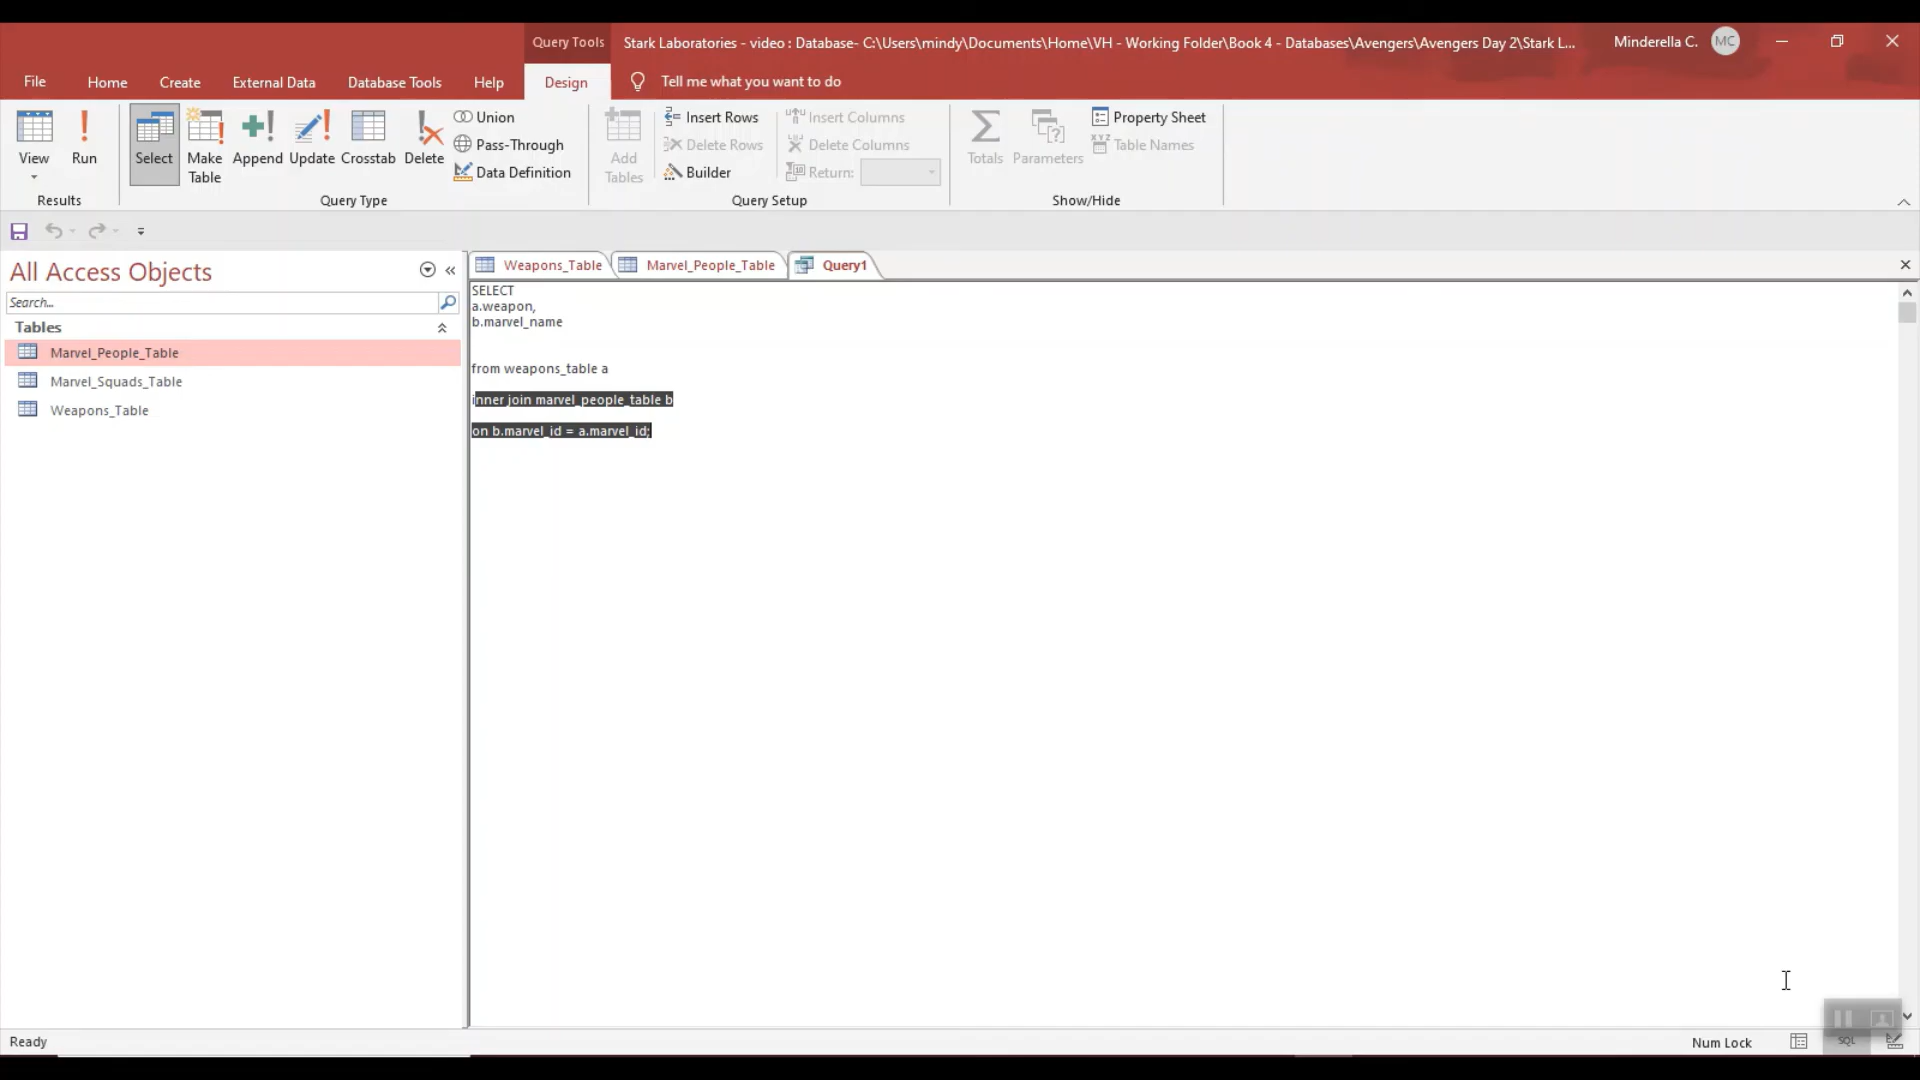 Query Tools
Stark Laboratories - video : Database- C:\Users\mindy\Documents\Home\VH - Working Folder\Book 4 - Databases\Avengers\Avengers Day 2\Stark L...
Minderella C.
MC
File
Home
Create
External Data
Database Tools
Help
Design
Tell me what you want to do
View
Run
Select
Make Table
Append
Update
Crosstab
Delete
Union
Pass-Through
Data Definition
Add Tables
Insert Rows
Delete Rows
Builder
Insert Columns
Delete Columns
Return:
Totals
Parameters
Property Sheet
Table Names
Results
Query Type
Query Setup
Show/Hide
All Access Objects
Search...
Tables
Marvel_People_Table
Marvel_Squads_Table
Weapons_Table
Weapons_Table
Marvel_People_Table
Query1
SELECT
a.weapon,
b.marvel_name
from weapons_table a
inner join marvel_people_table b
on b.marvel_id = a.marvel_id;
Ready
Num Lock
SQL